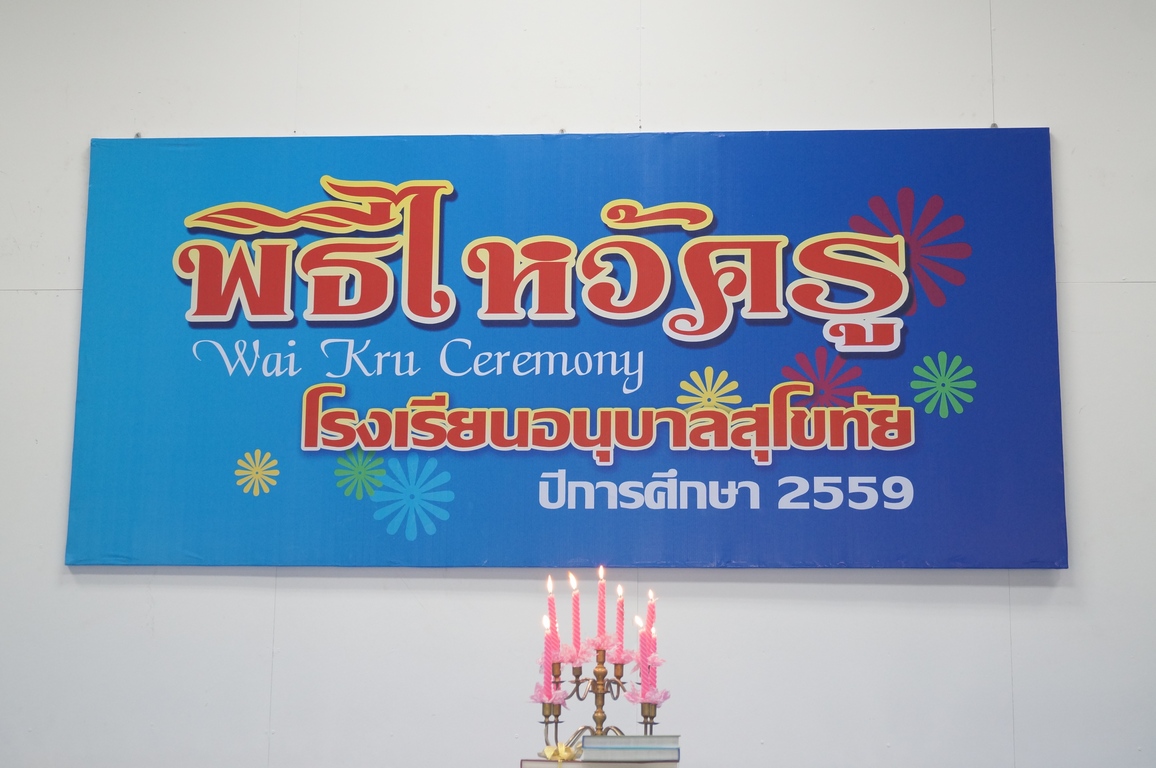 พิธีไหว้ครู
Wai Kru Ceremony
โรงเรียนอนุบาลสุโขทัย
ปีการศึกษา 2559